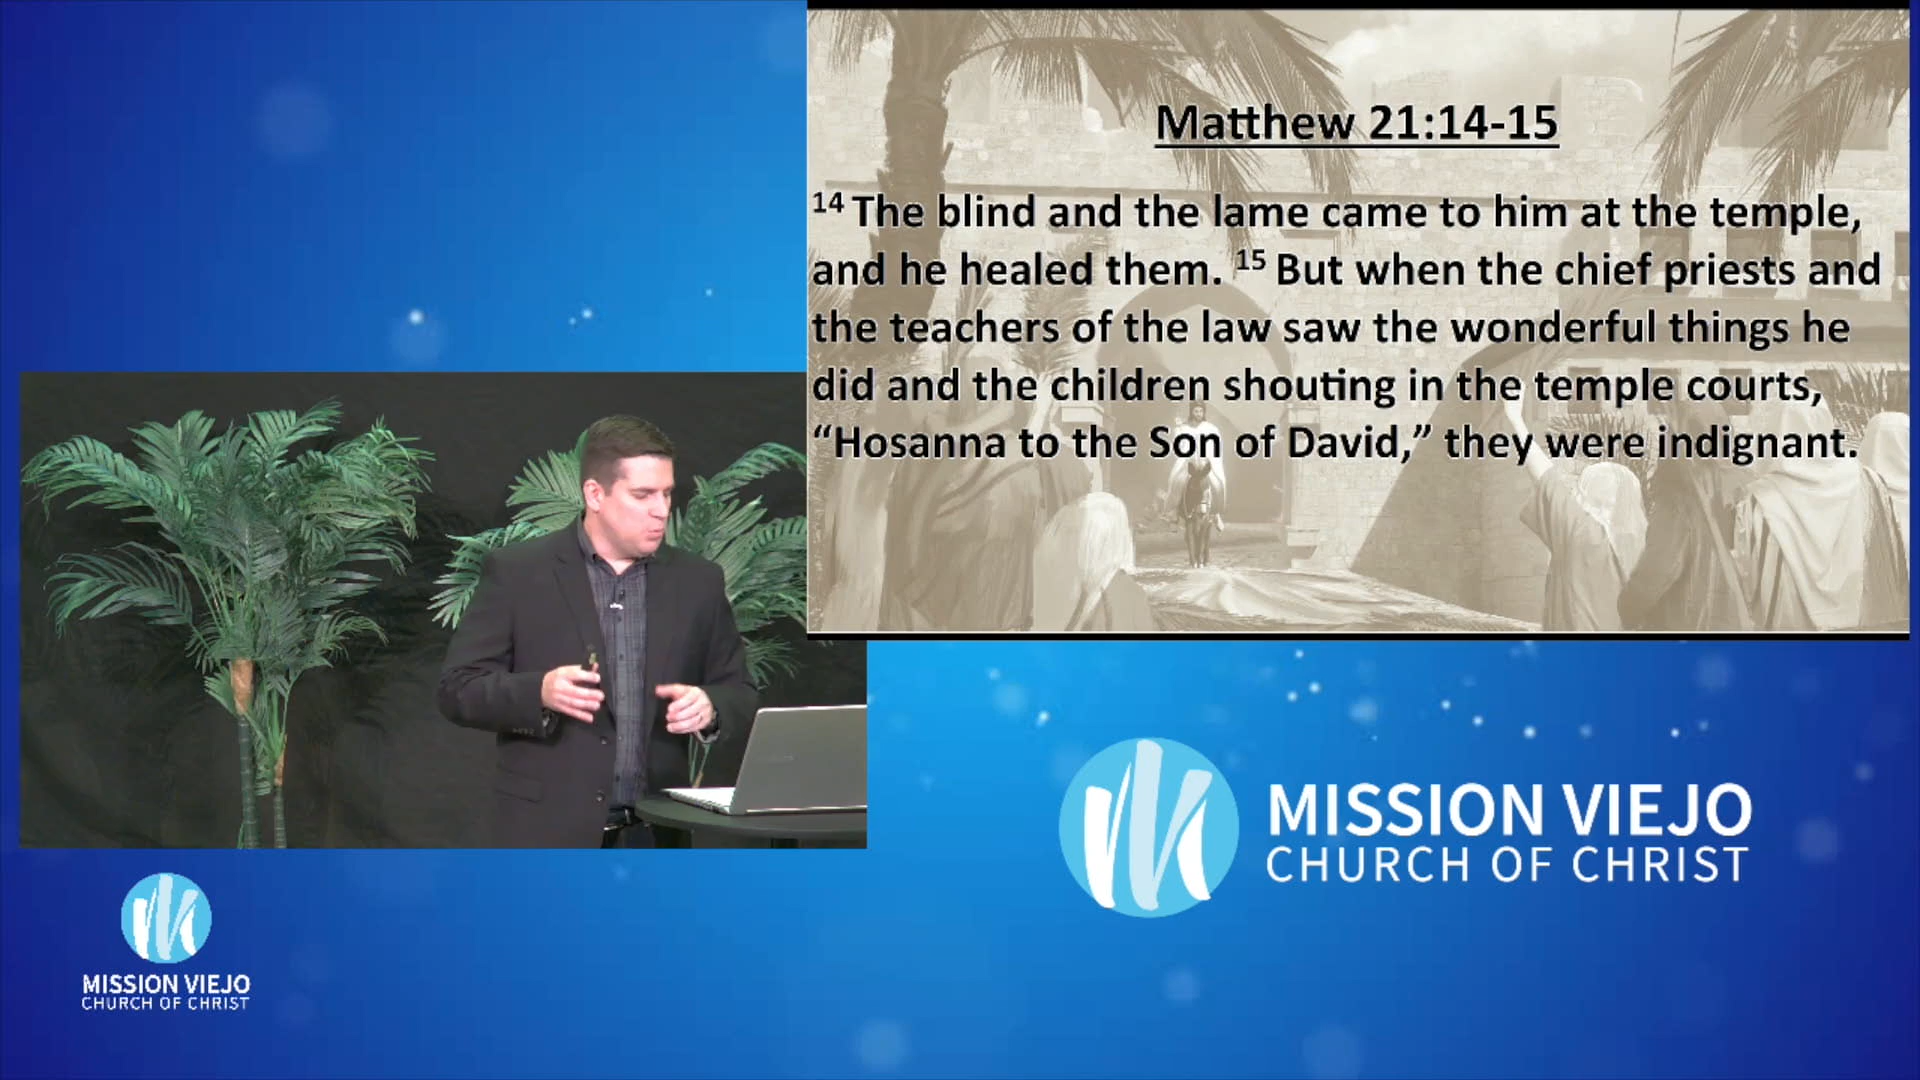 Matthew 21:14-15
14 The blind and the lame came to him at the temple,
and he healed them. 15 But when the chief priests and
the teachers of the law saw the wonderful things he
did and the children shouting in the temple courts,
“Hosanna to the Son of David,” they were indignant.
MISSION VIEJO
CHURCH OF CHRIST
MISSION VIEJO
CHURCH OF CHRIST